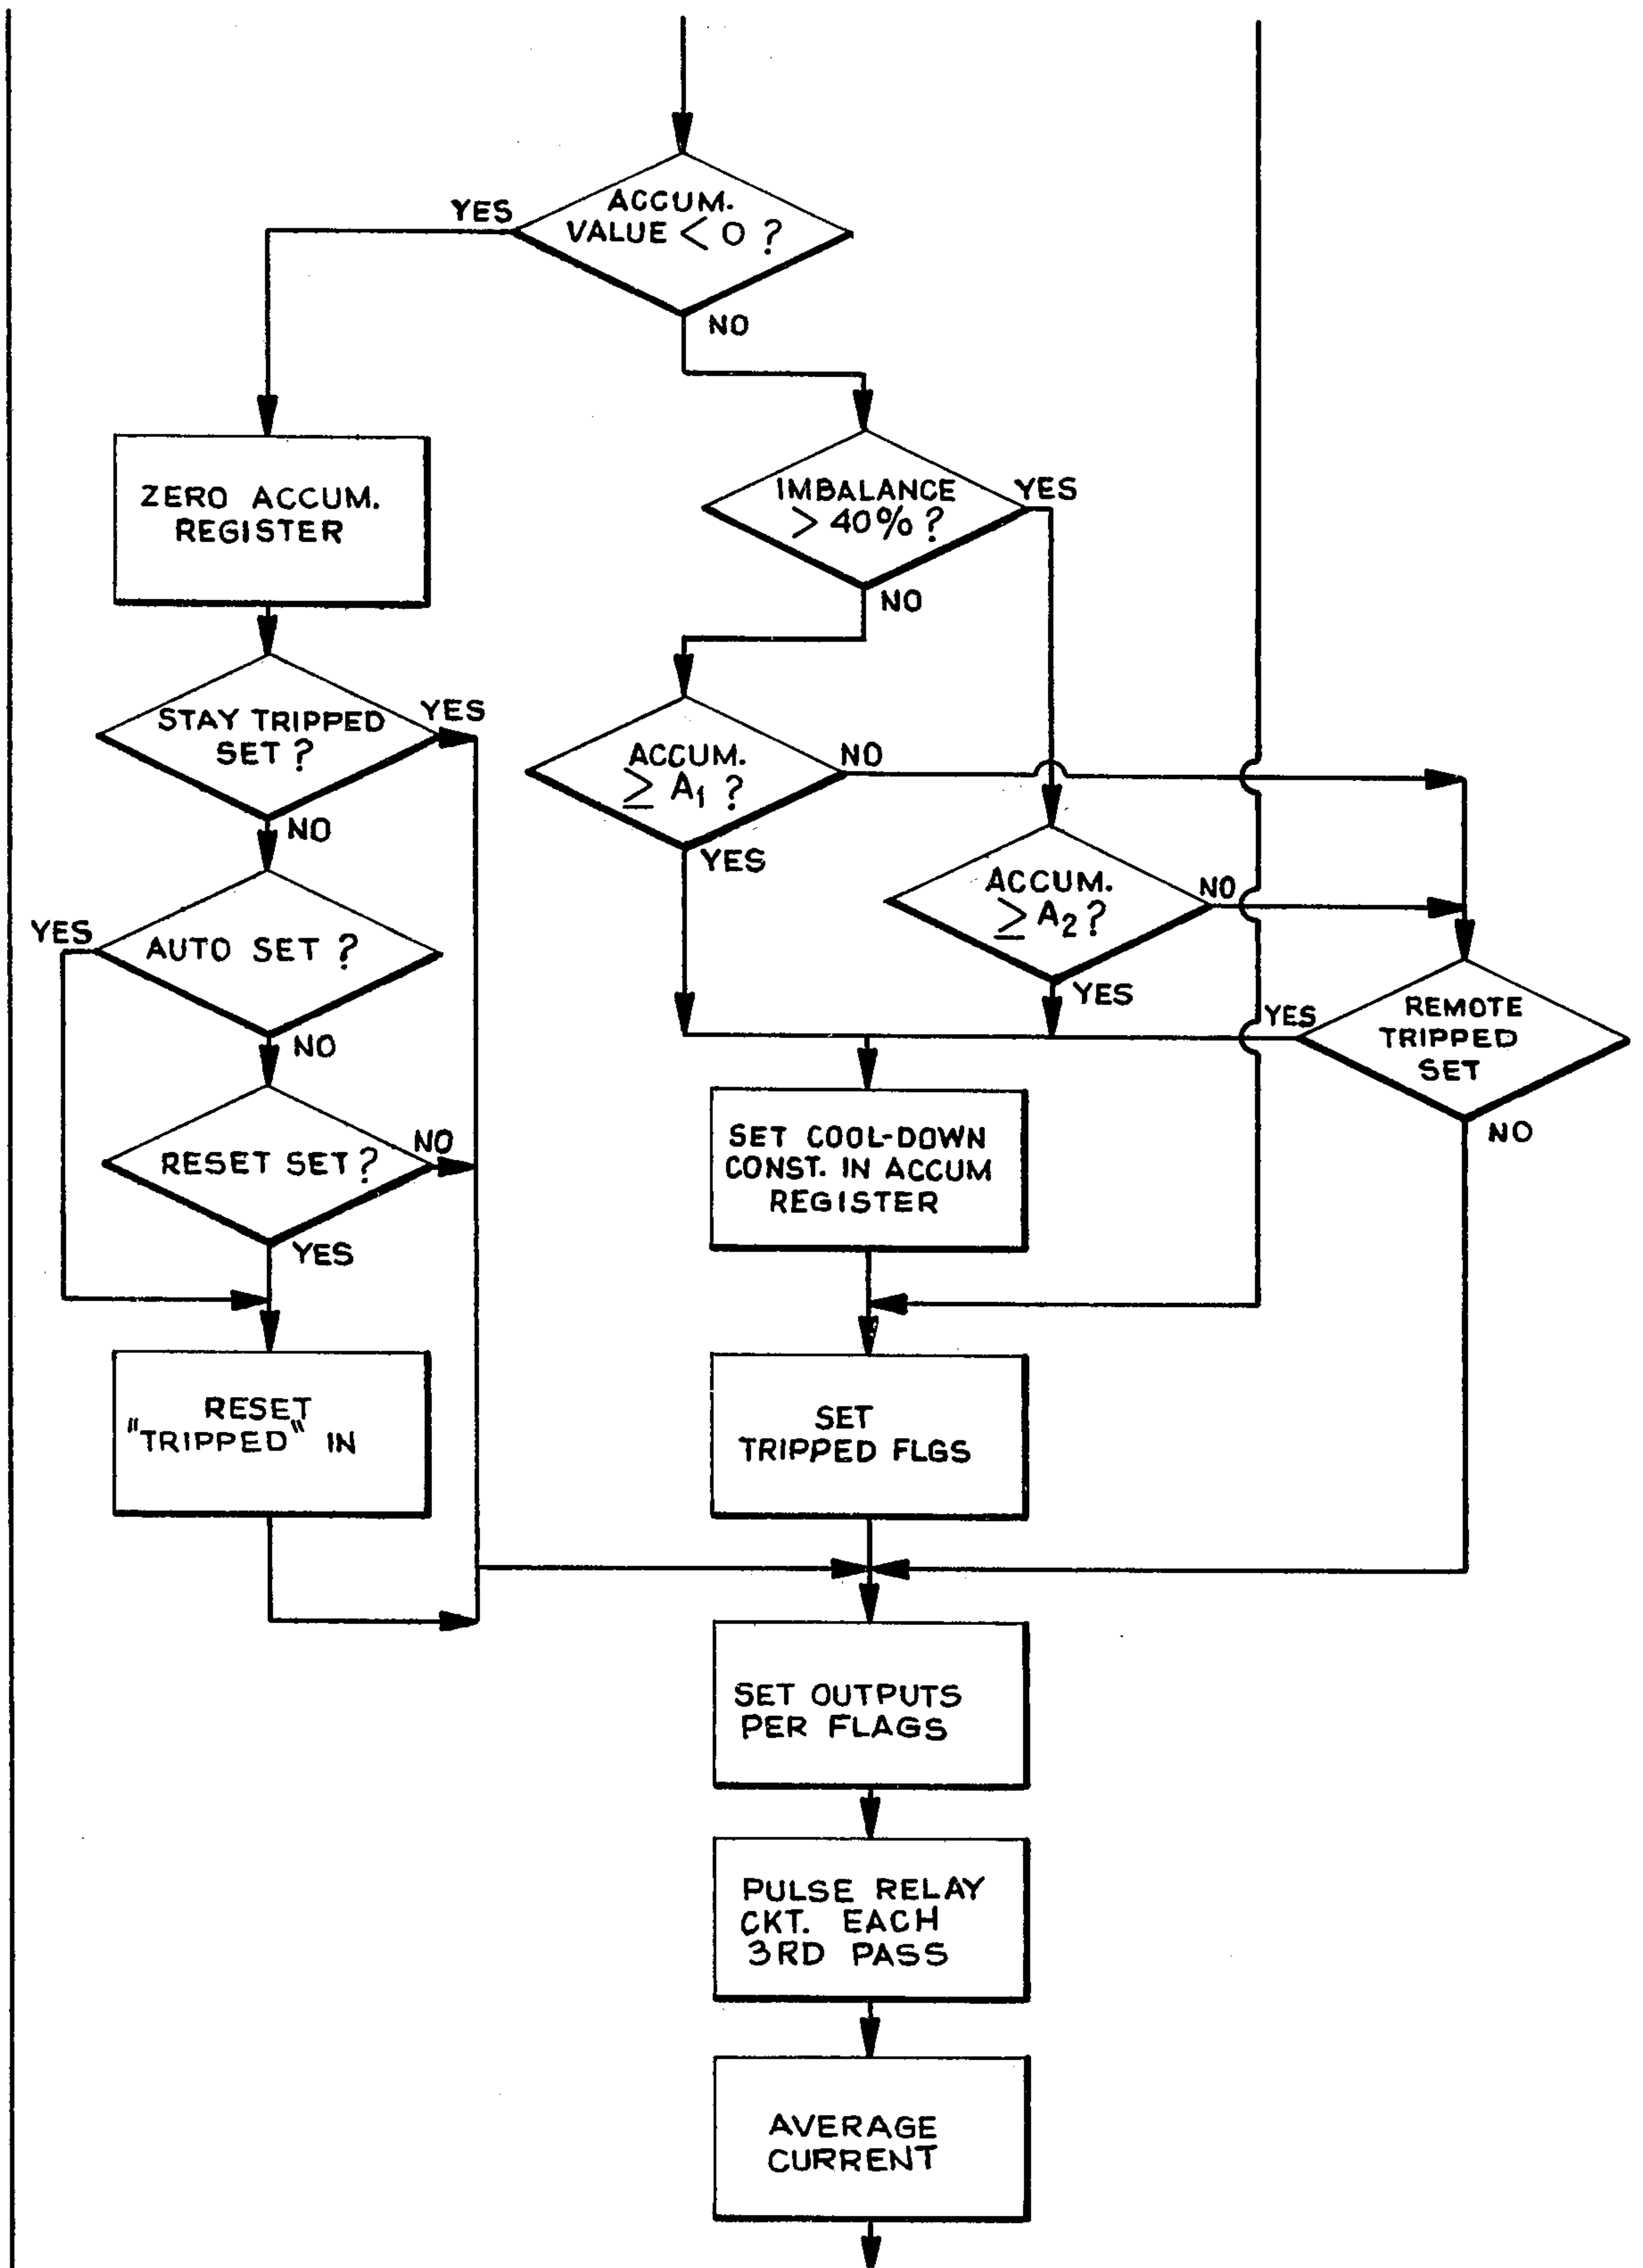 YES
ACCUM.
VALUE < 0 ?
NO
ZERO ACCUM.
REGISTER
IMBALANCE
> 40% ?
YES
NO
STAY TRIPPED
SET ?
YES
NO
ACCUM.
≥ A₁ ?
NO
YES
ACCUM.
≥ A₂ ?
NO
YES
YES
AUTO SET ?
NO
YES
REMOTE
TRIPPED
SET
NO
RESET SET ?
NO
YES
SET COOL-DOWN
CONST. IN ACCUM
REGISTER
RESET
"TRIPPED" IN
SET
TRIPPED FLGS
SET OUTPUTS
PER FLAGS
PULSE RELAY
CKT. EACH
3RD PASS
AVERAGE
CURRENT